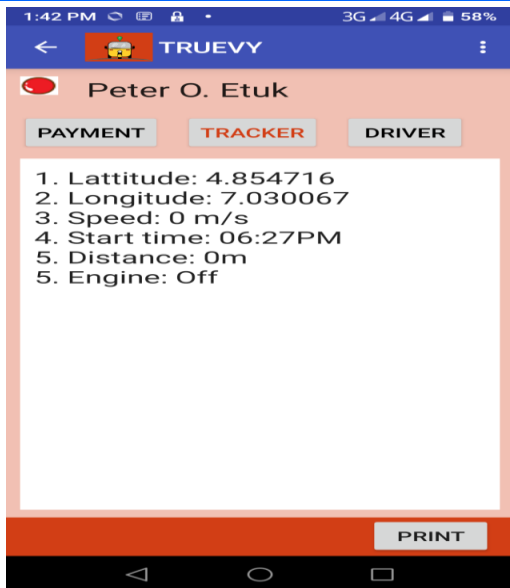 1:42 PM 3G 4G 58%
TRUEVY
Peter O. Etuk
PAYMENT TRACKER DRIVER
1. Lattitude: 4.854716
2. Longitude: 7.030067
3. Speed: 0 m/s
4. Start time: 06:27PM
5. Distance: 0m
5. Engine: Off
PRINT